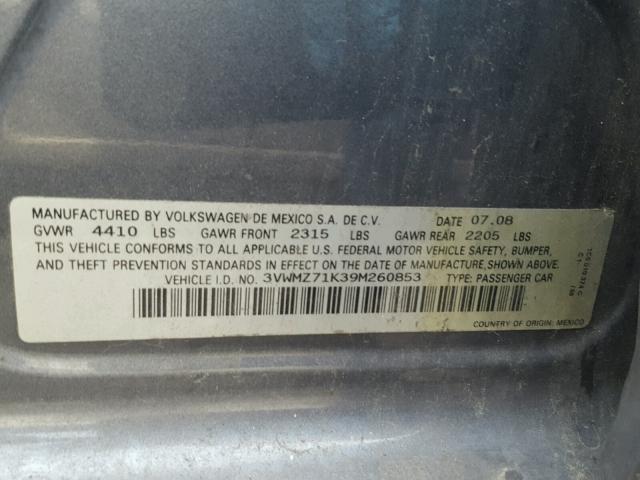 MANUFACTURED BY VOLKSWAGEN DE MEXICO S.A. DE C.V. DATE 07.08
GVWR 4410 LBS GAWR FRONT 2315 LBS GAWR REAR 2205 LBS
THIS VEHICLE CONFORMS TO ALL APPLICABLE U.S. FEDERAL MOTOR VEHICLE SAFETY, BUMPER,
AND THEFT PREVENTION STANDARDS IN EFFECT ON THE DATE OF MANUFACTURE, SHOWN ABOVE.
VEHICLE I.D. NO. 3VWMZ71K39M260853 TYPE: PASSENGER CAR
COUNTRY OF ORIGIN: MEXICO